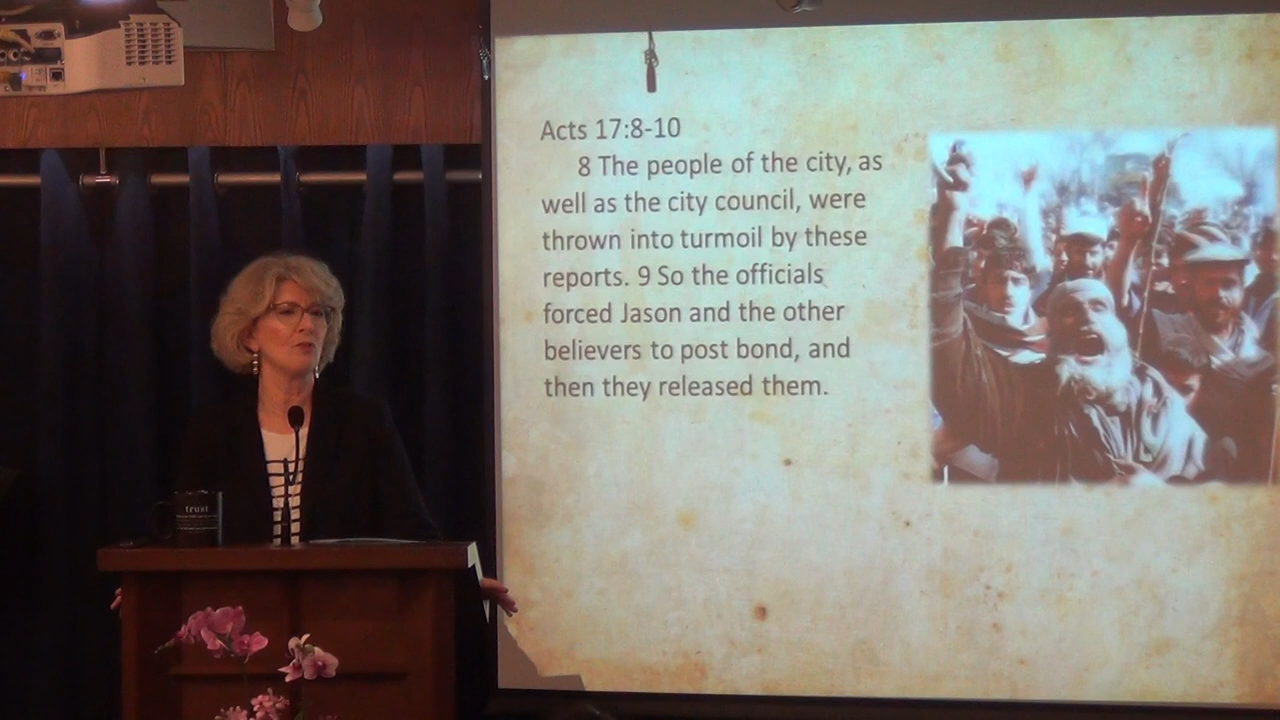 Acts 17:8-10
8 The people of the city, as
well as the city council, were
thrown into turmoil by these
reports. 9 So the officials
forced Jason and the other
believers to post bond, and
then they released them.
trust